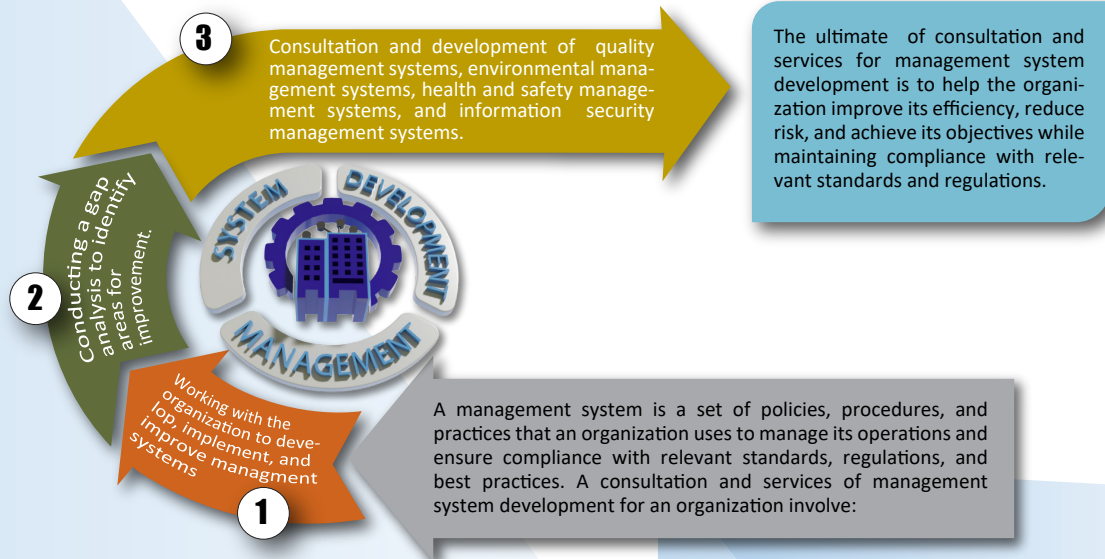 3
Consultation and development of quality
management systems, environmental mana-
gement systems, health and safety manage-
ment systems, and information security
management systems.
The ultimate of consultation and
services for management system
development is to help the organi-
zation improve its efficiency, reduce
risk, and achieve its objectives while
maintaining compliance with rele-
vant standards and regulations.
2
Conducting a gap
analysis to identify
areas for
improvement.
SYSTEM
DEVELOPMENT
MANAGEMENT
1
Working with the
organization to deve-
lop, implement, and
improve managment
systems
A management system is a set of policies, procedures, and
practices that an organization uses to manage its operations and
ensure compliance with relevant standards, regulations, and
best practices. A consultation and services of management
system development for an organization involve: